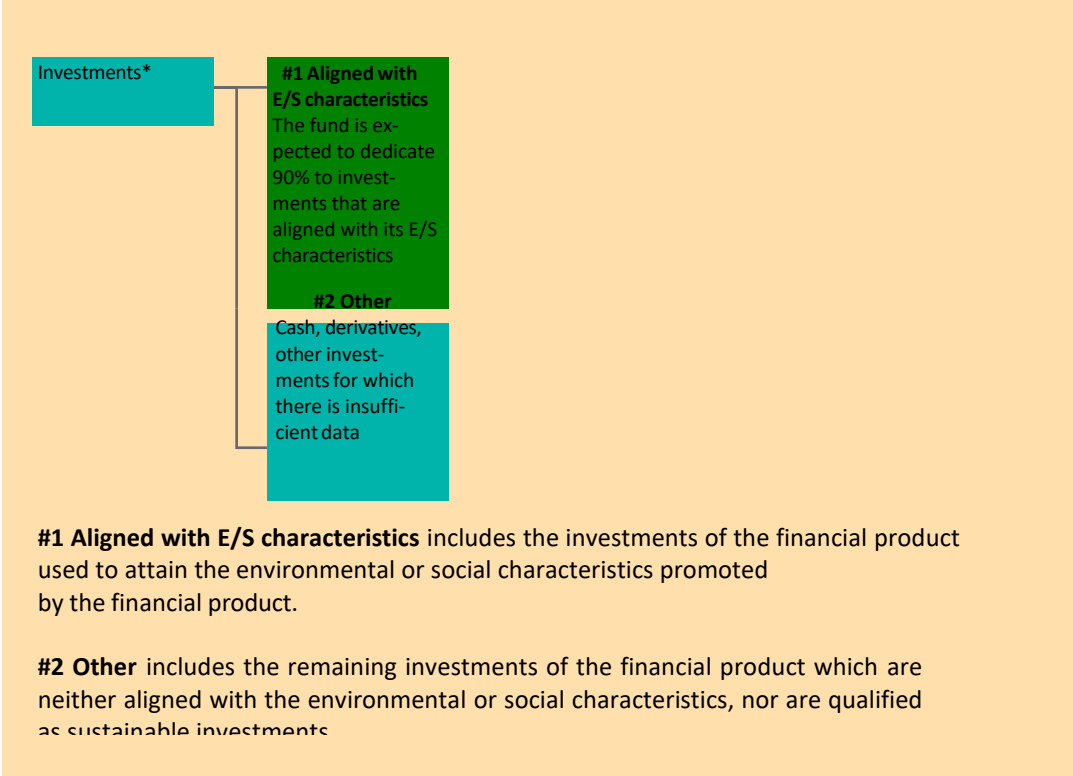 Investments*
#1 Aligned with
E/S characteristics
The fund is ex-
pected to dedicate
90% to invest-
ments that are
aligned with its E/S
characteristics
#2 Other
Cash, derivatives,
other invest-
ments for which
there is insuffi-
cient data
#1 Aligned with E/S characteristics includes the investments of the financial product
used to attain the environmental or social characteristics promoted
by the financial product.
#2 Other includes the remaining investments of the financial product which are
neither aligned with the environmental or social characteristics, nor are qualified
as sustainable investments